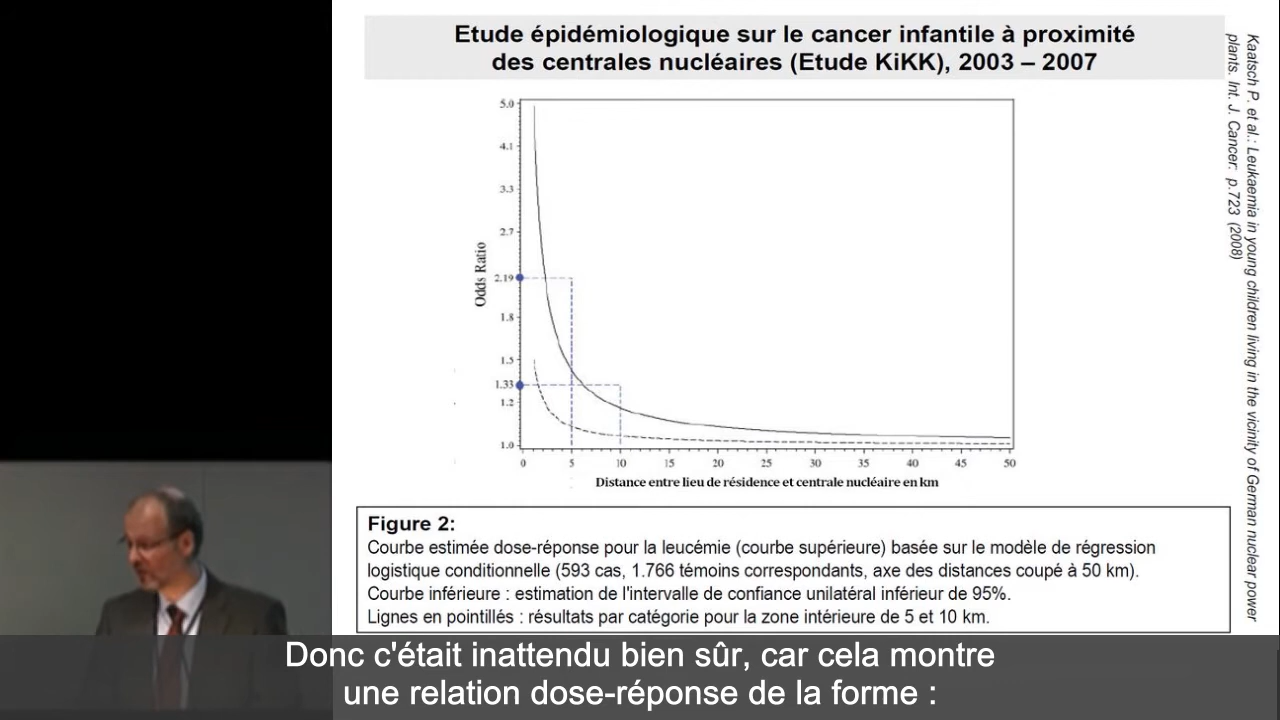 Etude épidémiologique sur le cancer infantile à proximité
des centrales nucléaires (Etude KiKK), 2003 – 2007
Kaatsch P. et al.: Leukaemia in young children living in the vicinity of German nuclear power
plants. Int. J. Cancer: p.723 (2008)
Odds Ratio
5.0
4.1
3.3
2.7
2.19
1.8
1.5
1.33
1.2
1.0
0 5 10 15 20 25 30 35 40 45 50
Distance entre lieu de résidence et centrale nucléaire en km
Figure 2:
Courbe estimée dose-réponse pour la leucémie (courbe supérieure) basée sur le modèle de régression
logistique conditionnelle (593 cas, 1.766 témoins correspondants, axe des distances coupé à 50 km).
Courbe inférieure : estimation de l'intervalle de confiance unilatéral inférieur de 95%.
Lignes en pointillés : résultats par catégorie pour la zone intérieure de 5 et 10 km.
Donc c'était inattendu bien sûr, car cela montre
une relation dose-réponse de la forme :